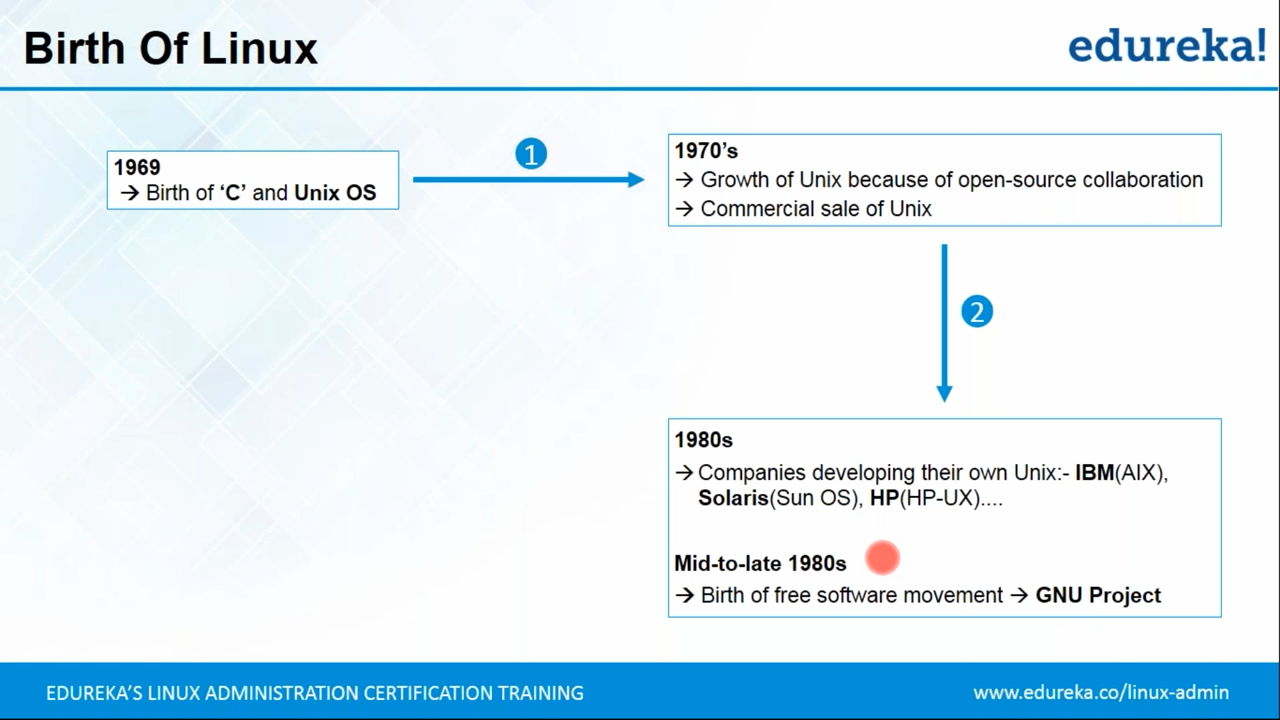 Birth Of Linux
edureka!
1969
→ Birth of ‘C’ and Unix OS
1
1970’s
→ Growth of Unix because of open-source collaboration
→ Commercial sale of Unix
2
1980s
→ Companies developing their own Unix:- IBM(AIX),
Solaris(Sun OS), HP(HP-UX)....
Mid-to-late 1980s
→ Birth of free software movement → GNU Project
EDUREKA’S LINUX ADMINISTRATION CERTIFICATION TRAINING
www.edureka.co/linux-admin